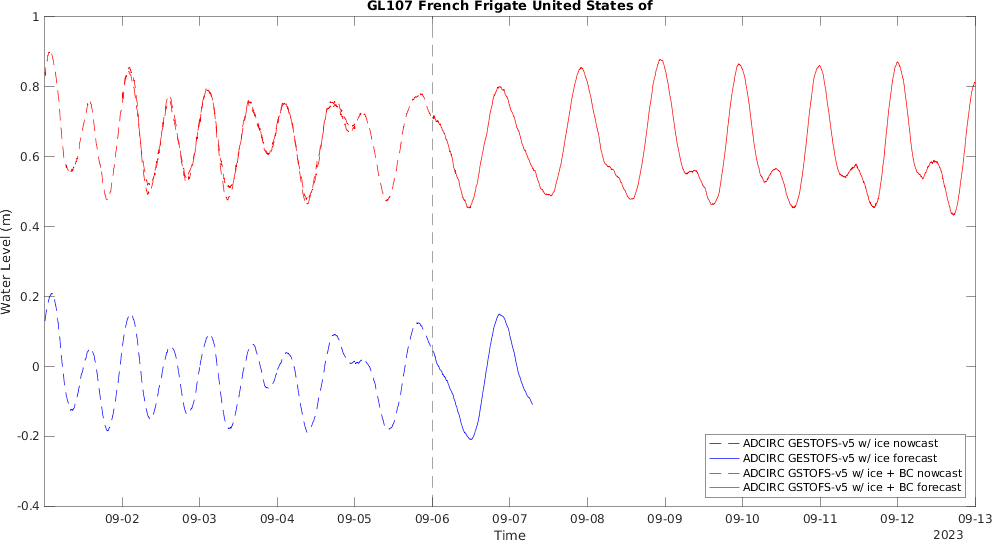 GL107 French Frigate United States of
Water Level (m)
1
0.8
0.6
0.4
0.2
0
-0.2
-0.4
ADCIRC GESTOFS-v5 w/ ice nowcast
ADCIRC GESTOFS-v5 w/ ice forecast
ADCIRC GSTOFS-v5 w/ ice + BC nowcast
ADCIRC GSTOFS-v5 w/ ice + BC forecast
09-02 09-03 09-04 09-05 09-06 09-07 09-08 09-09 09-10 09-11 09-12 09-13
Time
2023